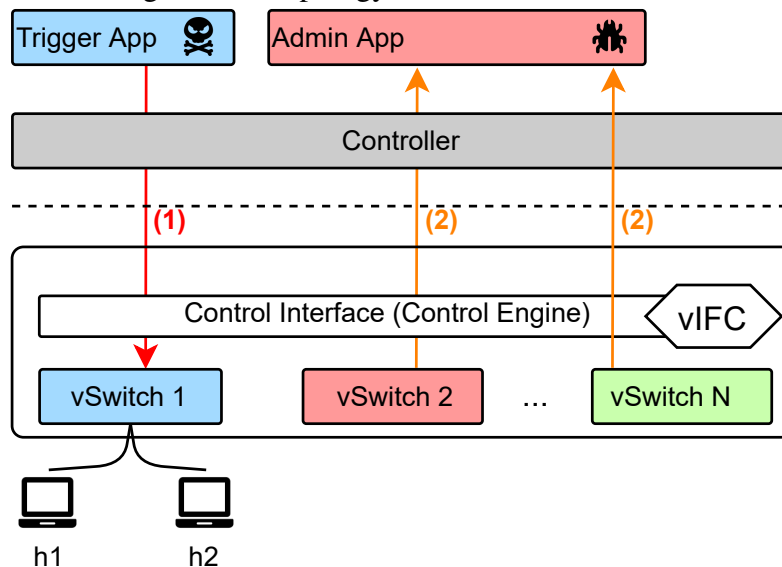 Trigger App
Admin App
Controller
(1)
(2)
(2)
Control Interface (Control Engine)
vIFC
vSwitch 1
vSwitch 2
...
vSwitch N
h1
h2